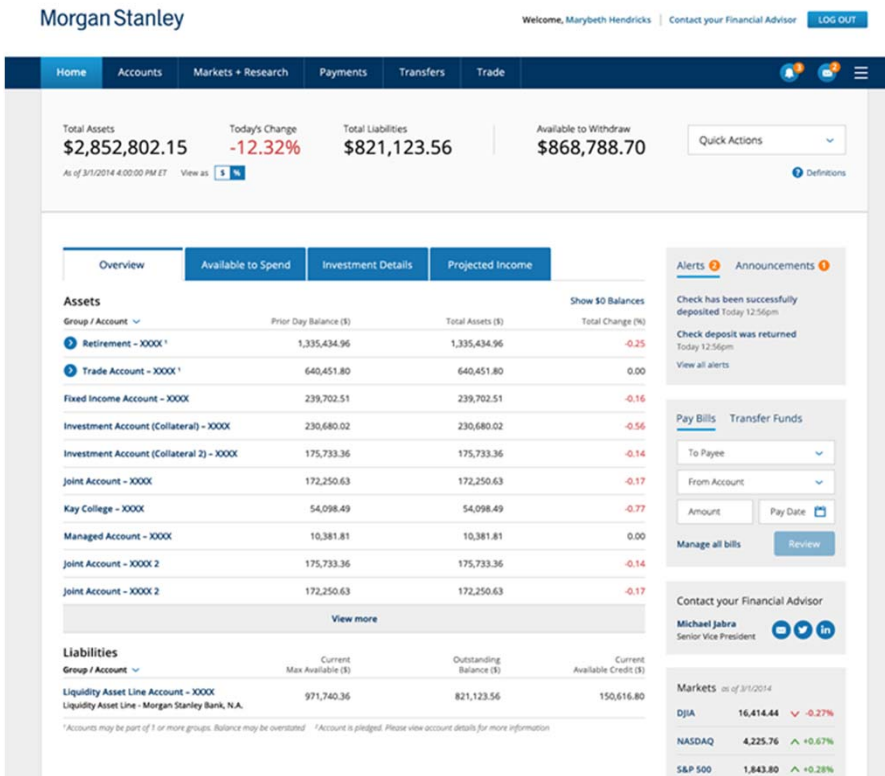 Morgan Stanley
Welcome, Marybeth Hendricks | Contact your Financial Advisor LOG OUT
Home Accounts Markets + Research Payments Transfers Trade 3 2
Total Assets Today's Change Total Liabilities Available to Withdraw
$2,852,802.15 -12.32% $821,123.56 $868,788.70 Quick Actions
As of 3/1/2014 4:00:00 PM ET View as $ % ? Definitions
Overview Available to Spend Investment Details Projected Income
Assets Show $0 Balances
Group / Account Prior Day Balance ($) Total Assets ($) Total Change (%)
Retirement – XXXX ¹ 1,335,434.96 1,335,434.96 -0.25
Trade Account – XXXX ¹ 640,451.80 640,451.80 0.00
Fixed Income Account – XXXX 239,702.51 239,702.51 -0.16
Investment Account (Collateral) – XXXX 230,680.02 230,680.02 -0.56
Investment Account (Collateral 2) – XXXX 175,733.36 175,733.36 -0.14
Joint Account – XXXX 172,250.63 172,250.63 -0.17
Kay College – XXXX 54,098.49 54,098.49 -0.77
Managed Account – XXXX 10,381.81 10,381.81 0.00
Joint Account – XXXX 2 175,733.36 175,733.36 -0.14
Joint Account – XXXX 2 172,250.63 172,250.63 -0.17
View more
Liabilities
Group / Account Current Max Available ($) Outstanding Balance ($) Current Available Credit ($)
Liquidity Asset Line Account – XXXX 971,740.36 821,123.56 150,616.80
Liquidity Asset Line - Morgan Stanley Bank, N.A.
¹Accounts may be part of 1 or more groups. Balance may be overstated ²Account is pledged. Please view account details for more information
Alerts 2 Announcements 1
Check has been successfully
deposited Today 12:56pm
Check deposit was returned
Today 12:56pm
View all alerts
Pay Bills Transfer Funds
To Payee
From Account
Amount Pay Date
Manage all bills Review
Contact your Financial Advisor
Michael Jabra
Senior Vice President in
Markets as of 3/1/2014
DJIA 16,414.44 -0.27%
NASDAQ 4,225.76 +0.67%
S&P 500 1,843.80 +0.28%